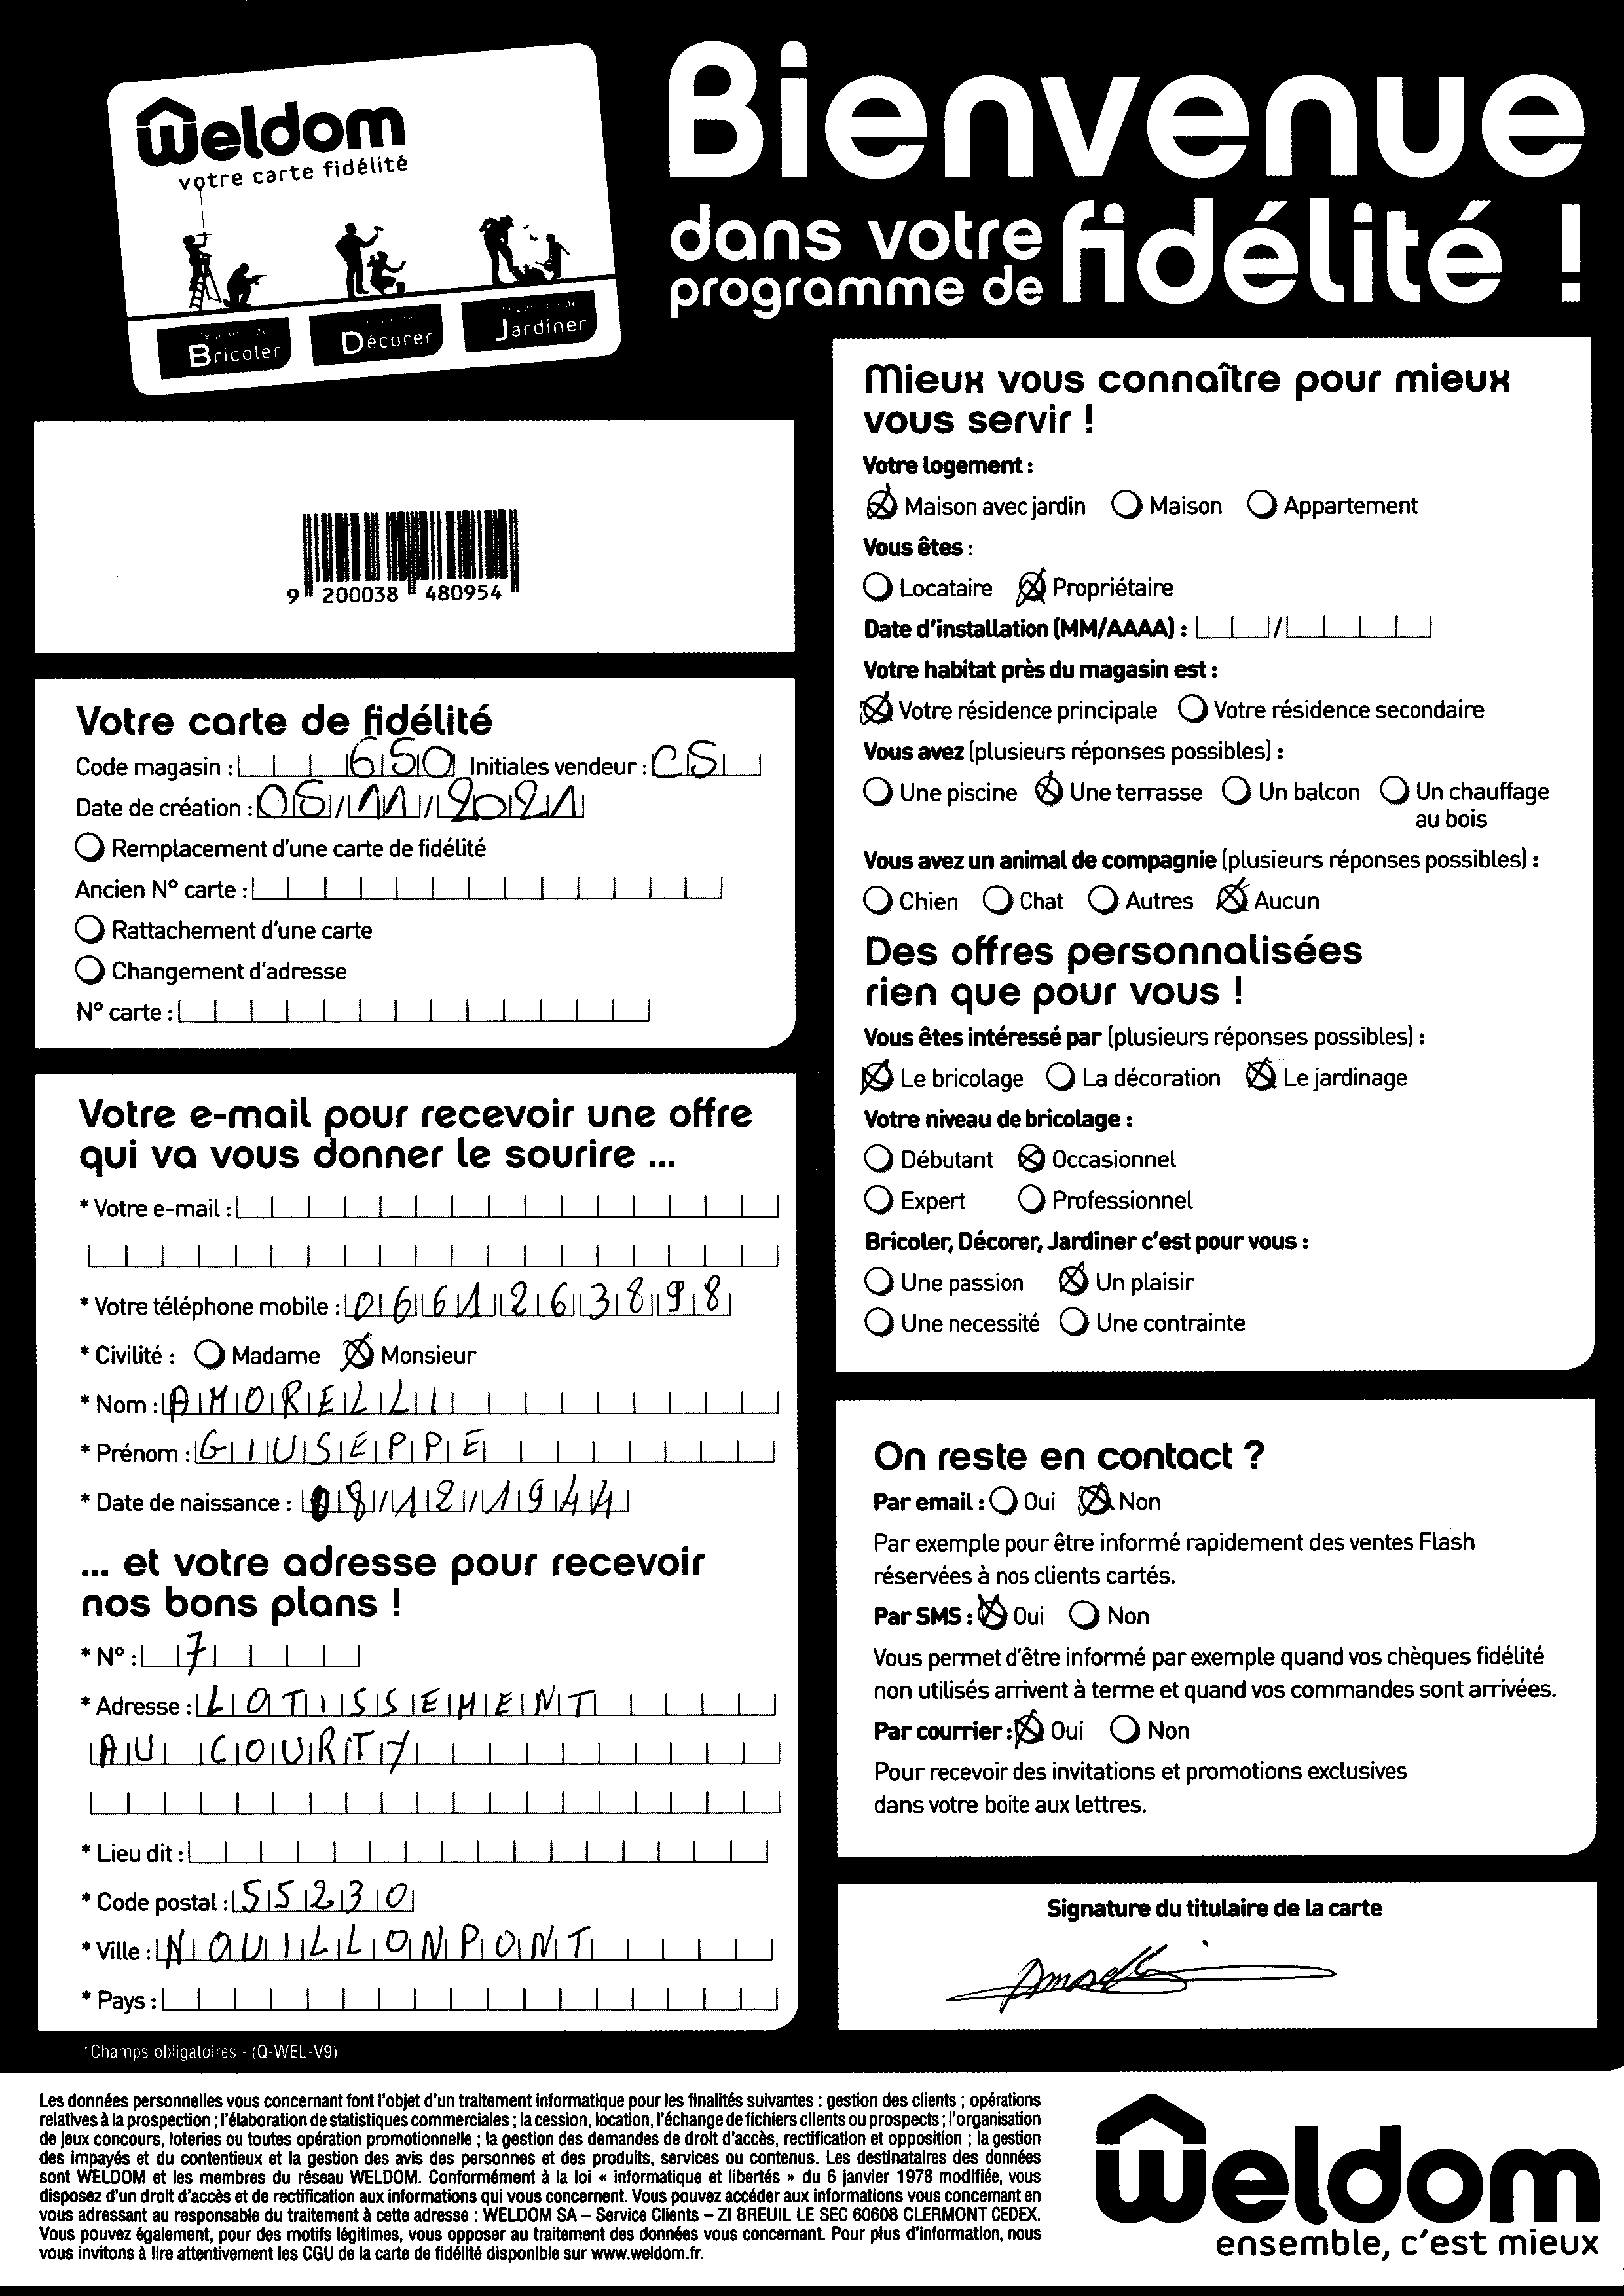 Weldom
votre carte fidélité
Bricoler
Décorer
Jardiner
Bienvenue
dans votre
programme de fidélité !
9 200038 480954
Votre carte de fidélité
Code magasin : 650 Initiales vendeur : CS
Date de création : 05/11/2021
Remplacement d'une carte de fidélité
Ancien N° carte :
Rattachement d'une carte
Changement d'adresse
N° carte :
Votre e-mail pour recevoir une offre
qui va vous donner le sourire ...
* Votre e-mail :
* Votre téléphone mobile : 0661263898
* Civilité : Madame Monsieur
* Nom : AMORELLI
* Prénom : GIUSEPPE
* Date de naissance : 08/12/1944
... et votre adresse pour recevoir
nos bons plans !
* N° : 7
* Adresse : LOTISSEMENT
AU COURTY
* Lieu dit :
* Code postal : 55230
* Ville : NOUILLONPONT
* Pays :
*Champs obligatoires - (Q-WEL-V9)
Mieux vous connaître pour mieux
vous servir !
Votre logement :
Maison avec jardin Maison Appartement
Vous êtes :
Locataire Propriétaire
Date d'installation (MM/AAAA) : /
Votre habitat près du magasin est :
Votre résidence principale Votre résidence secondaire
Vous avez (plusieurs réponses possibles) :
Une piscine Une terrasse Un balcon Un chauffage
au bois
Vous avez un animal de compagnie (plusieurs réponses possibles) :
Chien Chat Autres Aucun
Des offres personnalisées
rien que pour vous !
Vous êtes intéressé par (plusieurs réponses possibles) :
Le bricolage La décoration Le jardinage
Votre niveau de bricolage :
Débutant Occasionnel
Expert Professionnel
Bricoler, Décorer, Jardiner c'est pour vous :
Une passion Un plaisir
Une necessité Une contrainte
On reste en contact ?
Par email : Oui Non
Par exemple pour être informé rapidement des ventes Flash
réservées à nos clients cartés.
Par SMS : Oui Non
Vous permet d'être informé par exemple quand vos chèques fidélité
non utilisés arrivent à terme et quand vos commandes sont arrivées.
Par courrier : Oui Non
Pour recevoir des invitations et promotions exclusives
dans votre boite aux lettres.
Signature du titulaire de la carte
Les données personnelles vous concernant font l'objet d'un traitement informatique pour les finalités suivantes : gestion des clients ; opérations
relatives à la prospection ; l'élaboration de statistiques commerciales ; la cession, location, l'échange de fichiers clients ou prospects ; l'organisation
de jeux concours, loteries ou toutes opération promotionnelle ; la gestion des demandes de droit d'accès, rectification et opposition ; la gestion
des impayés et du contentieux et la gestion des avis des personnes et des produits, services ou contenus. Les destinataires des données
sont WELDOM et les membres du réseau WELDOM. Conformément à la loi « informatique et libertés » du 6 janvier 1978 modifiée, vous
disposez d'un droit d'accès et de rectification aux informations qui vous concernent. Vous pouvez accéder aux informations vous concernant en
vous adressant au responsable du traitement à cette adresse : WELDOM SA – Service Clients – ZI BREUIL LE SEC 60608 CLERMONT CEDEX.
Vous pouvez également, pour des motifs légitimes, vous opposer au traitement des données vous concernant. Pour plus d'information, nous
vous invitons à lire attentivement les CGU de la carte de fidélité disponible sur www.weldom.fr.
Weldom
ensemble, c'est mieux